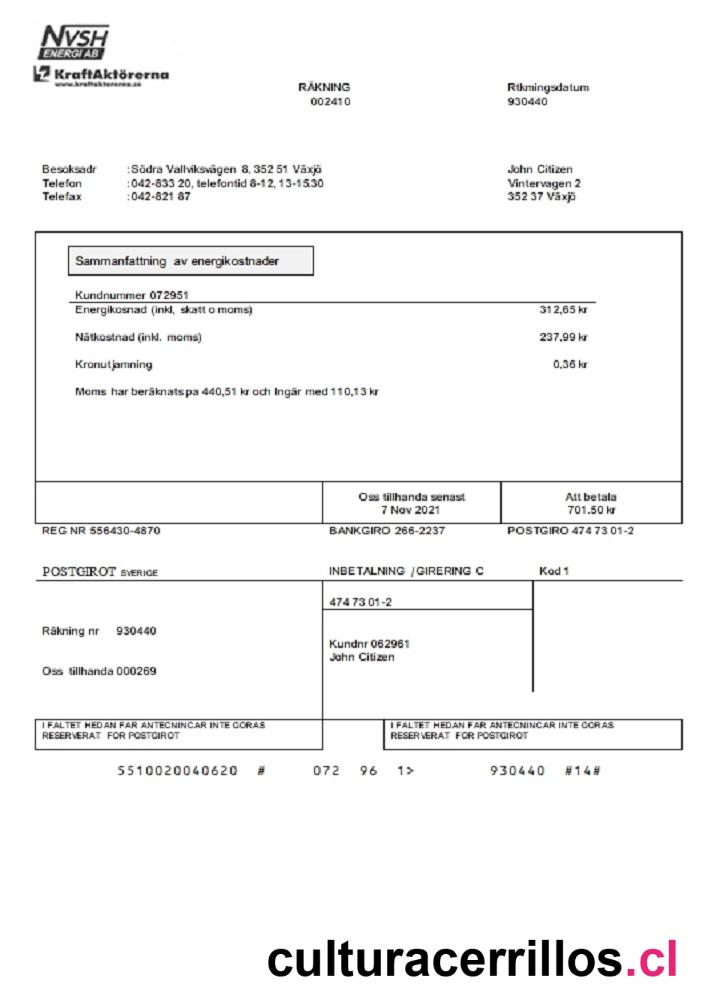 NVSH
ENERGI AB
KraftAktörerna
www.kraftaktorerna.se
RÄKNING
002410
Rtkmingsdatum
930440
Besoksadr :Södra Vallviksvägen 8, 352 51 Växjö
Telefon :042-833 20, telefontid 8-12, 13-15.30
Telefax :042-821 87
John Citizen
Vintervagen 2
352 37 Växjö
Sammanfattning av energikostnader
Kundnummer 072951
Energikosnad (inkl, skatt o moms) 312,65 kr
Nätkostnad (inkl. moms) 237,99 kr
Kronutjamning 0,36 kr
Moms har beräknats pa 440,51 kr och Ingär med 110,13 kr
Oss tillhanda senast
7 Nov 2021
Att betala
701.50 kr
REG NR 556430-4870 BANKGIRO 266-2237 POSTGIRO 474 73 01-2
POSTGIROT SVERIGE INBETALNING /GIRERING C Kod 1
474 73 01-2
Räkning nr 930440
Kundnr 062961
John Citizen
Oss tillhanda 000269
I FALTET HEDAN FAR ANTECNINCAR INTE GORAS
RESERVERAT FOR POSTGIROT
I FALTET HEDAN FAR ANTECNINCAR INTE GORAS
RESERVERAT FOR POSTGIROT
5510020040620 # 072 96 1> 930440 #14#
culturacerrillos.cl